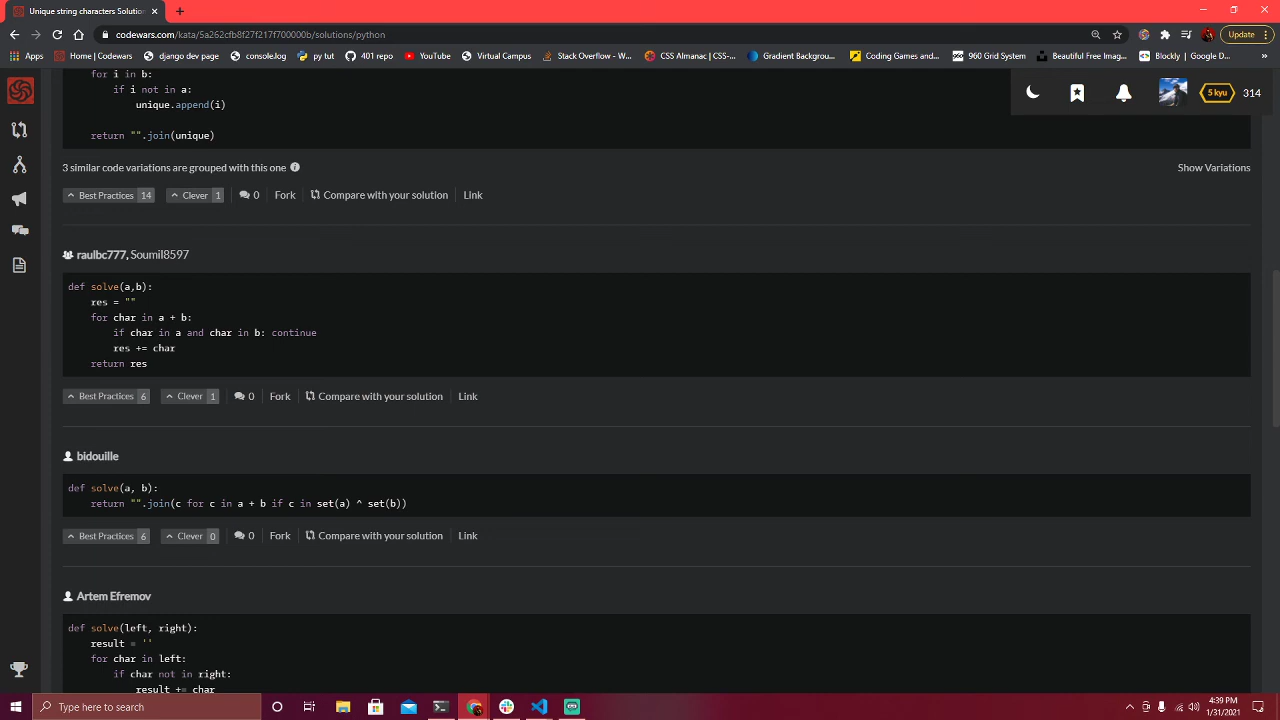 Unique string characters Solution
codewars.com/kata/5a262cfb8f27f217f700000b/solutions/python
Update
Apps
Home | Codewars
django dev page
console.log
py tut
401 repo
YouTube
Virtual Campus
Stack Overflow - W...
CSS Almanac | CSS-...
Gradient Backgrou...
Coding Games and...
960 Grid System
Beautiful Free Imag...
Blockly | Google D...
»
for i in b:
if i not in a:
unique.append(i)
return "".join(unique)
5 kyu
314
3 similar code variations are grouped with this one
Show Variations
Best Practices 14
Clever 1
0
Fork
Compare with your solution
Link
raulbc777, Soumil8597
def solve(a,b):
res = ""
for char in a + b:
if char in a and char in b: continue
res += char
return res
Best Practices 6
Clever 1
0
Fork
Compare with your solution
Link
bidouille
def solve(a, b):
return "".join(c for c in a + b if c in set(a) ^ set(b))
Best Practices 6
Clever 0
0
Fork
Compare with your solution
Link
Artem Efremov
def solve(left, right):
result = ''
for char in left:
if char not in right:
result += char
Type here to search
4:39 PM
1/31/2021